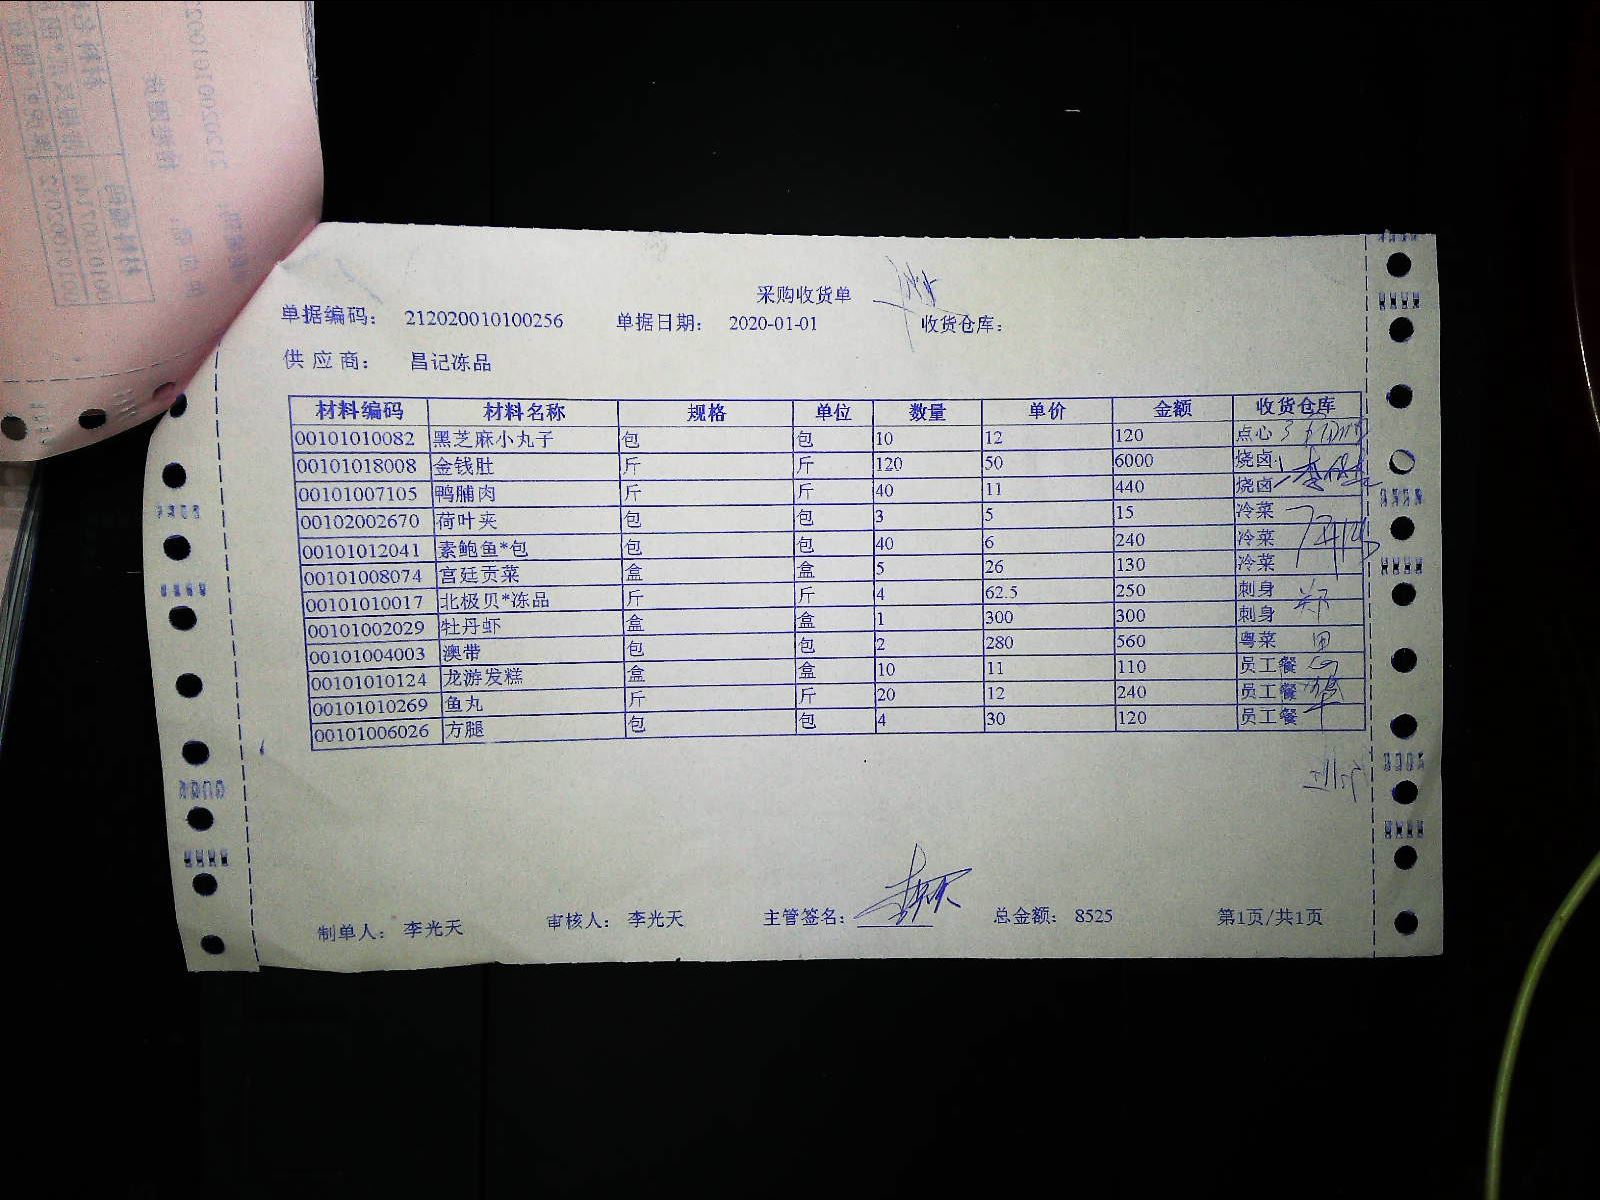 采购收货单
单据编码： 212020010100256 单据日期： 2020-01-01 收货仓库：
供 应 商： 昌记冻品
材料编码 材料名称 规格 单位 数量 单价 金额 收货仓库
00101010082 黑芝麻小丸子 包 包 10 12 120 点心
00101018008 金钱肚 斤 斤 120 50 6000 烧卤
00101007105 鸭脯肉 斤 斤 40 11 440 烧卤
00102002670 荷叶夹 包 包 3 5 15 冷菜
00101012041 素鲍鱼*包 包 包 40 6 240 冷菜
00101008074 宫廷贡菜 盒 盒 5 26 130 冷菜
00101010017 北极贝*冻品 斤 斤 4 62.5 250 刺身
00101002029 牡丹虾 盒 盒 1 300 300 刺身
00101004003 澳带 包 包 2 280 560 粤菜
00101010124 龙游发糕 盒 盒 10 11 110 员工餐
00101010269 鱼丸 斤 斤 20 12 240 员工餐
00101006026 方腿 包 包 4 30 120 员工餐
制单人： 李光天 审核人： 李光天 主管签名： 总金额： 8525 第1页/共1页